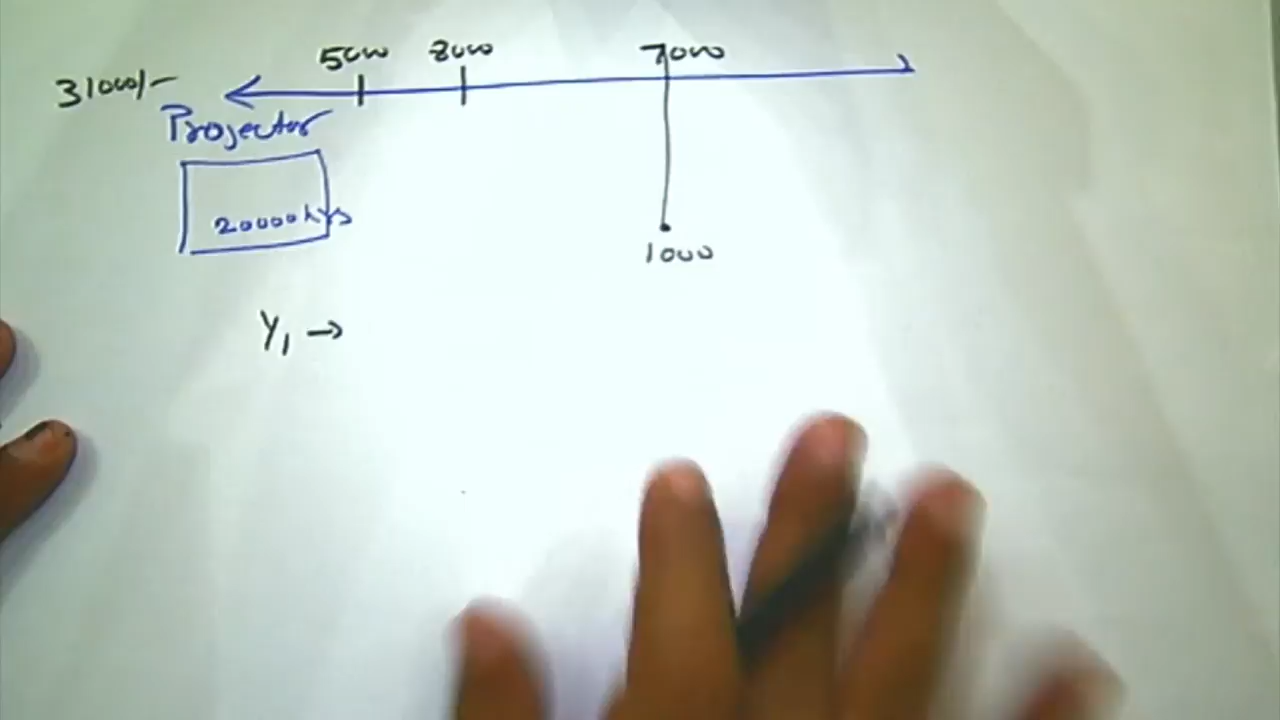 5000 8000 7000
31000/-
Projector
20000 hrs
1000
Y1 →